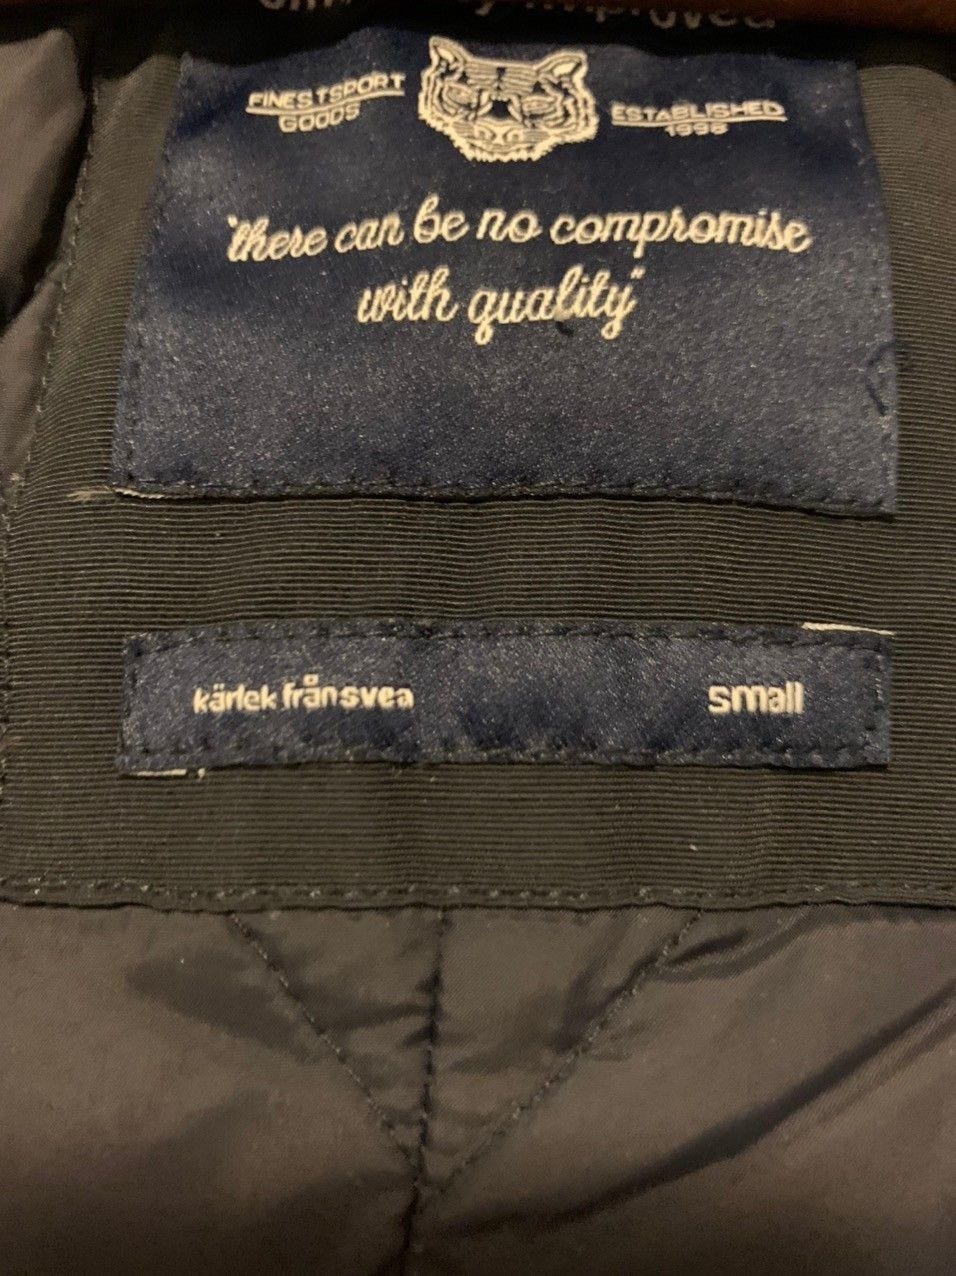 FINEST SPORT
GOODS
ESTABLISHED
1998
"there can be no compromise
with quality"
kärlek från svea
small